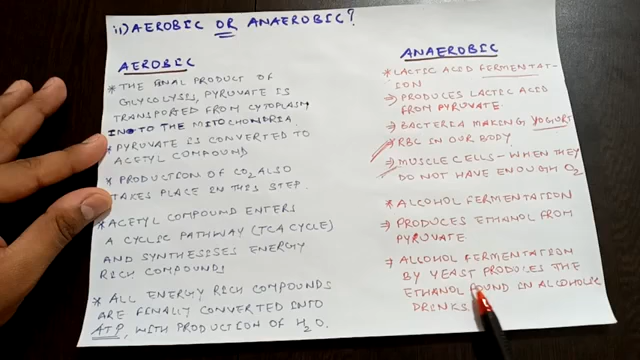 ii) AEROBIC OR ANAEROBIC?
AEROBIC
* THE FINAL PRODUCT OF
GLYCOLYSIS, PYRUVATE IS
TRANSPORTED FROM CYTOPLASM
INTO THE MITOCHONDRIA.
* PYRUVATE IS CONVERTED TO
ACETYL COMPOUND
* PRODUCTION OF CO2 ALSO
TAKES PLACE IN THIS STEP.
* ACETYL COMPOUND ENTERS
A CYCLIC PATHWAY (TCA CYCLE)
AND SYNTHESISES ENERGY
RICH COMPOUNDS
* ALL ENERGY RICH COMPOUNDS
ARE FINALLY CONVERTED INTO
ATP, WITH PRODUCTION OF H2O.
ANAEROBIC
* LACTIC ACID FERMENTAT-
ION
⇒ PRODUCES LACTIC ACID
FROM PYRUVATE.
⇒ BACTERIA MAKING YOGURT
⇒ RBC IN OUR BODY
⇒ MUSCLE CELLS - WHEN THEY
DO NOT HAVE ENOUGH O2
* ALCOHOL FERMENTATION
⇒ PRODUCES ETHANOL FROM
PYRUVATE
⇒ ALCOHOL FERMENTATION
BY YEAST PRODUCES THE
ETHANOL FOUND IN ALCOHOLIC
DRINKS